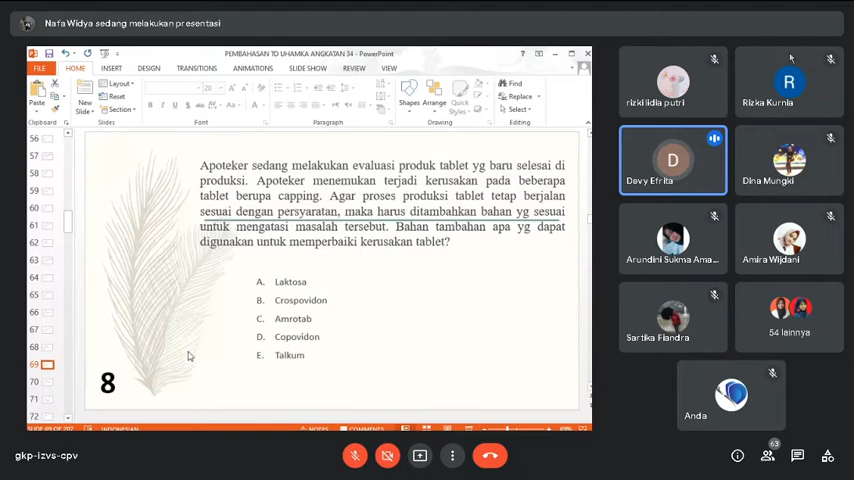 Nafa Widya sedang melakukan presentasi
PEMBAHASAN TO UHAMKA ANGKATAN 34 - PowerPoint
FILE HOME INSERT DESIGN TRANSITIONS ANIMATIONS SLIDE SHOW REVIEW VIEW
Paste
New
Slide
Layout
Reset
Section
Shapes
Arrange
Quick
Styles
Find
Replace
Select
Clipboard
Slides
Font
Paragraph
Drawing
Editing
56
57
58
59
60
61
62
63
64
65
66
67
68
69
70
71
72
Apoteker sedang melakukan evaluasi produk tablet yg baru selesai di
produksi. Apoteker menemukan terjadi kerusakan pada beberapa
tablet berupa capping. Agar proses produksi tablet tetap berjalan
sesuai dengan persyaratan, maka harus ditambahkan bahan yg sesuai
untuk mengatasi masalah tersebut. Bahan tambahan apa yg dapat
digunakan untuk memperbaiki kerusakan tablet?
A. Laktosa
B. Crospovidon
C. Amrotab
D. Copovidon
E. Talkum
8
SLIDE 69 OF 207 INDONESIAN NOTES COMMENTS 69%
rizki lidia putri
R
Rizka Kurnia
D
Devy Efrita
Dina Mungki
Arundini Sukma Ama...
Amira Wijdani
Sartika Fiandra
54 lainnya
Anda
gkp-izvs-cpv
63